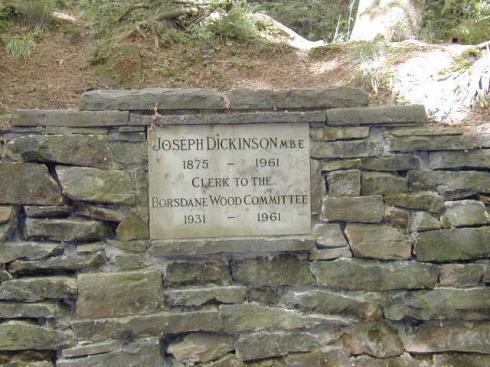 JOSEPH DICKINSON M.B.E
1875 - 1961
CLERK TO THE
BORSDANE WOOD COMMITTEE
1931 - 1961